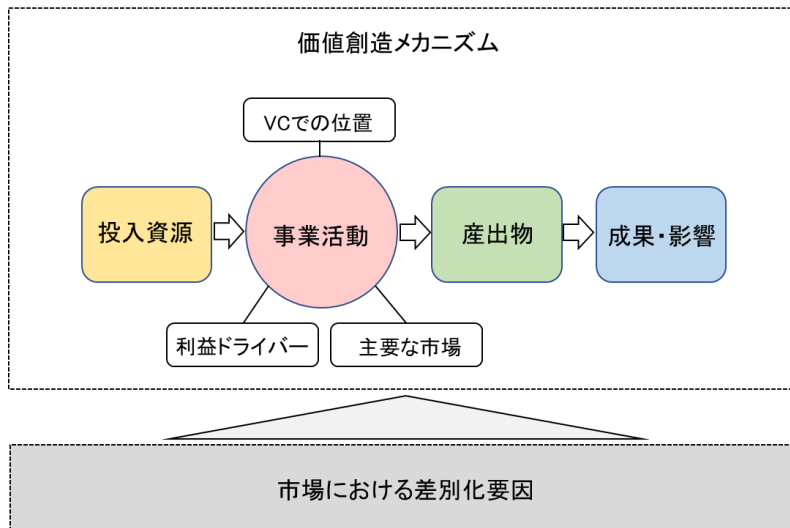 価値創造メカニズム
VCでの位置
投入資源
事業活動
産出物
成果・影響
利益ドライバー
主要な市場
市場における差別化要因